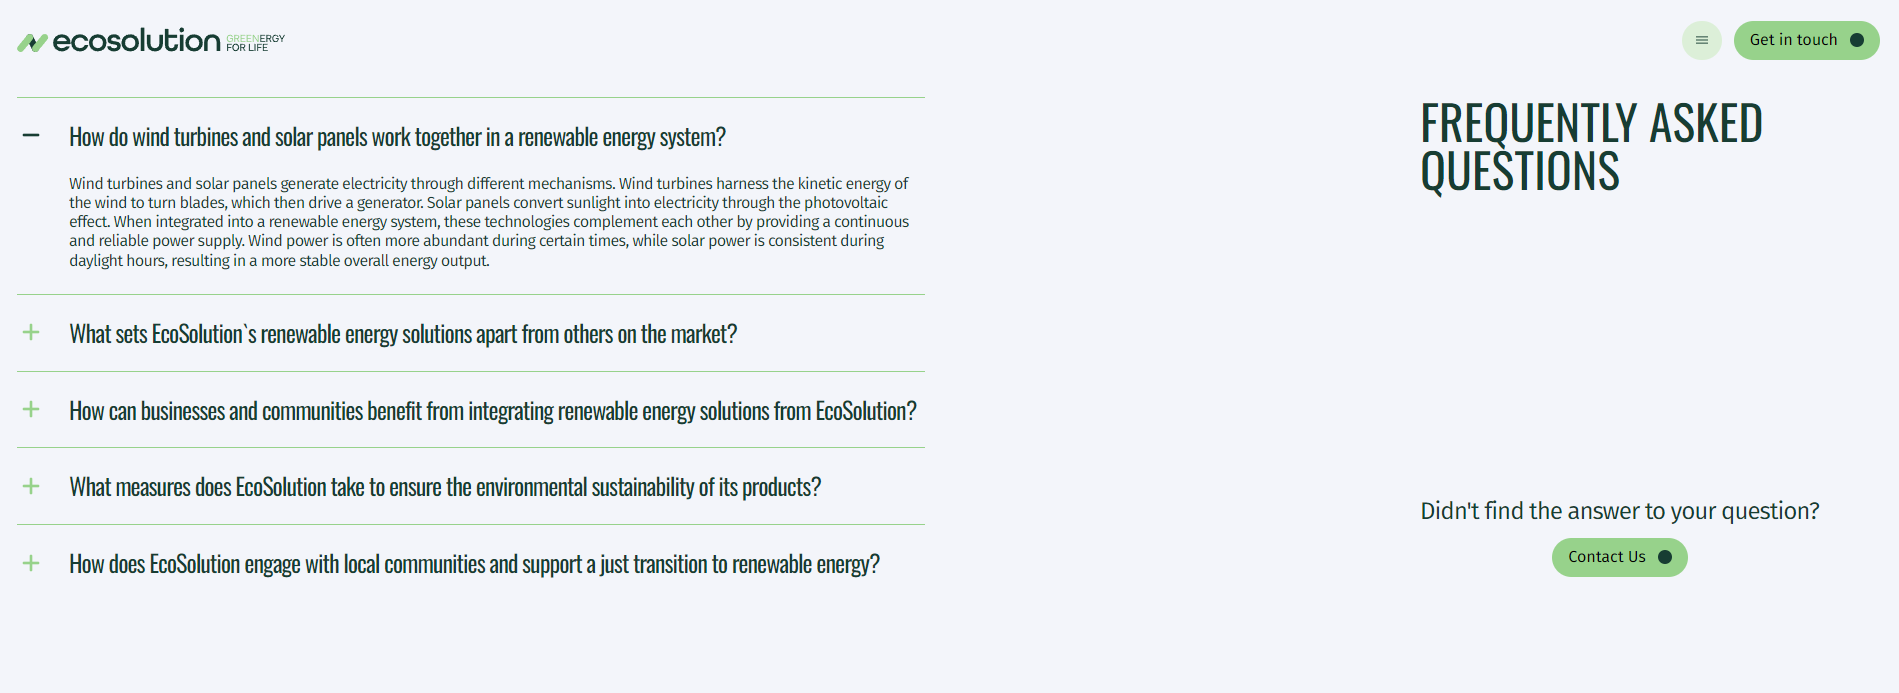 ecosolution
GREENERGY
FOR LIFE
Get in touch
How do wind turbines and solar panels work together in a renewable energy system?
Wind turbines and solar panels generate electricity through different mechanisms. Wind turbines harness the kinetic energy of
the wind to turn blades, which then drive a generator. Solar panels convert sunlight into electricity through the photovoltaic
effect. When integrated into a renewable energy system, these technologies complement each other by providing a continuous
and reliable power supply. Wind power is often more abundant during certain times, while solar power is consistent during
daylight hours, resulting in a more stable overall energy output.
What sets EcoSolution`s renewable energy solutions apart from others on the market?
How can businesses and communities benefit from integrating renewable energy solutions from EcoSolution?
What measures does EcoSolution take to ensure the environmental sustainability of its products?
How does EcoSolution engage with local communities and support a just transition to renewable energy?
FREQUENTLY ASKED
QUESTIONS
Didn't find the answer to your question?
Contact Us